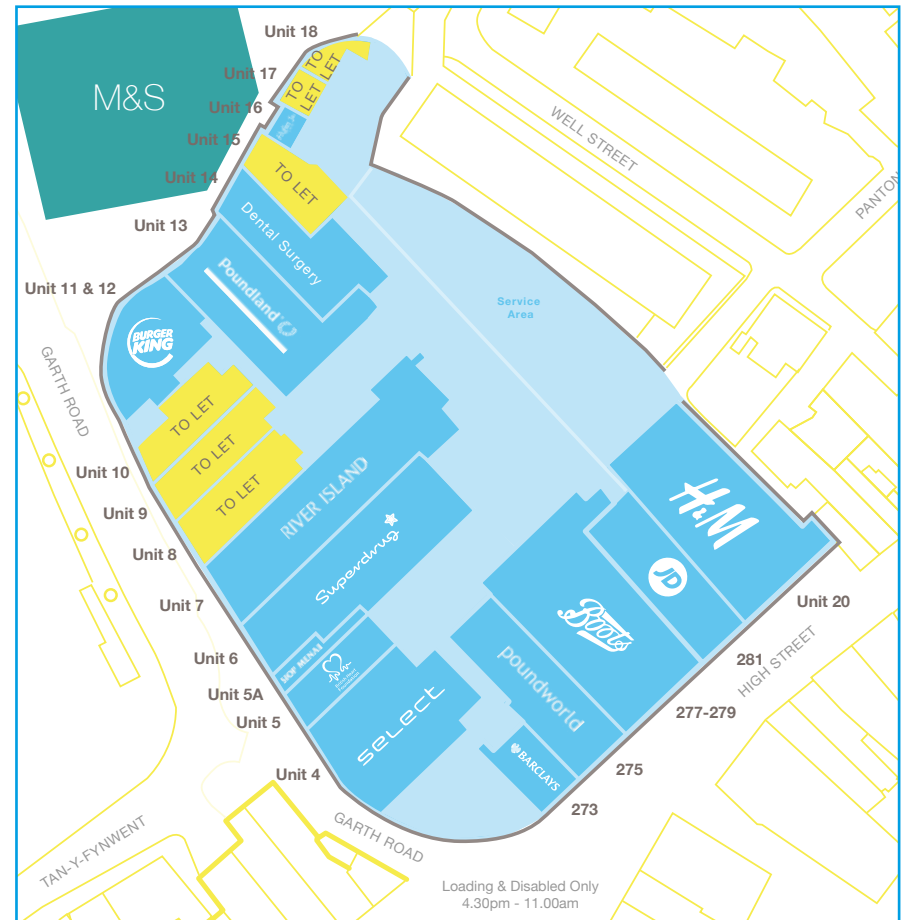 Unit 18
M&S
Unit 17
TO
LET
Unit 16
TO
LET
Unit 15
WELL STREET
Unit 14
TO LET
PANTON
Unit 13
Dental Surgery
Poundland
Unit 11 & 12
Service
Area
BURGER
KING
GARTH ROAD
TO LET
TO LET
TO LET
Unit 10
Unit 9
Unit 8
RIVER ISLAND
H&M
Superdrug
JD
Unit 7
Unit 20
Boots
Unit 6
SHOP MENAI
British Heart
Foundation
281
HIGH STREET
poundworld
Unit 5A
Unit 5
select
277-279
BARCLAYS
275
Unit 4
273
GARTH ROAD
TAN-Y-FYNWENT
Loading & Disabled Only
4.30pm - 11.00am